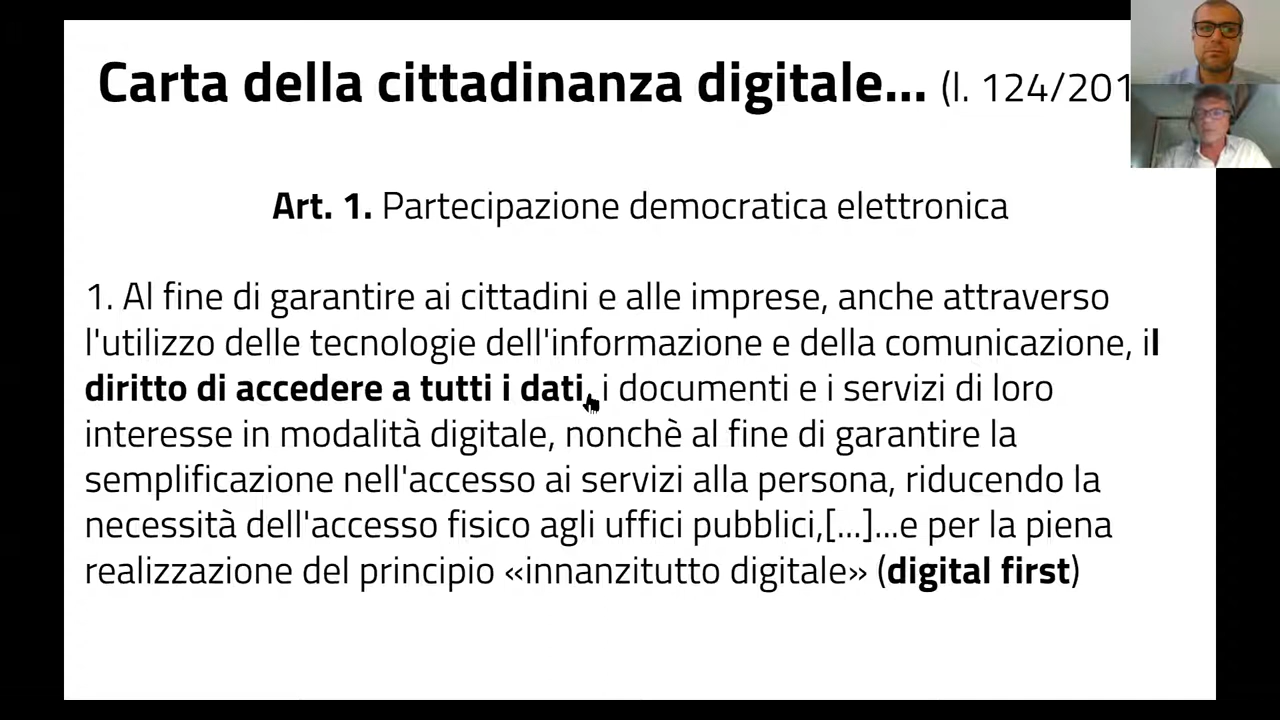 Carta della cittadinanza digitale... (l. 124/201
Art. 1. Partecipazione democratica elettronica
1. Al fine di garantire ai cittadini e alle imprese, anche attraverso
l'utilizzo delle tecnologie dell'informazione e della comunicazione, il
diritto di accedere a tutti i dati, i documenti e i servizi di loro
interesse in modalità digitale, nonchè al fine di garantire la
semplificazione nell'accesso ai servizi alla persona, riducendo la
necessità dell'accesso fisico agli uffici pubblici,[...]...e per la piena
realizzazione del principio «innanzitutto digitale» (digital first)